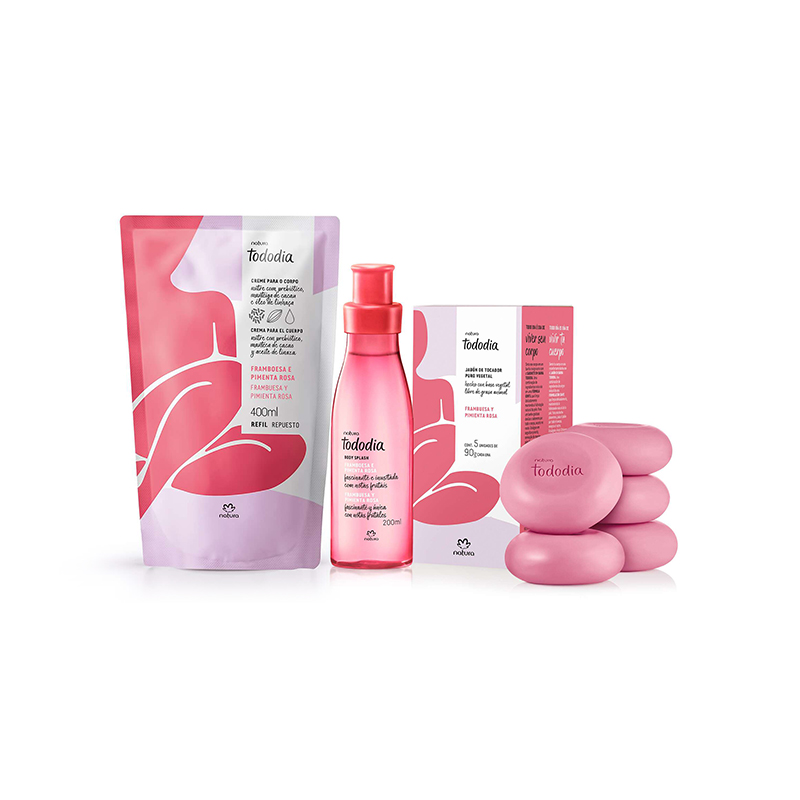 natura
tododia
CREME PARA O CORPO
nutre com prebiótico,
manteiga de cacau
e óleo de linhaça
CREMA PARA EL CUERPO
nutre con prebiótico,
manteca de cacao
y aceite de linaza
FRAMBOESA E
PIMENTA ROSA
FRAMBUESA Y
PIMIENTA ROSA
400ml
REFIL REPUESTO
natura
natura
tododia
BODY SPLASH
FRAMBOESA E
PIMENTA ROSA
fascinante e inusitada
com notas frutais
FRAMBUESA Y
PIMIENTA ROSA
fascinante y única
con notas frutales
200ml
natura
natura
tododia
JABÓN DE TOCADOR
PURO VEGETAL
hecho con base vegetal,
libre de grasa animal
FRAMBUESA Y
PIMIENTA ROSA
CONT. 5 UNIDADES DE
90g CADA UNA
natura
viver seu
corpo
vivir tu
cuerpo
natura
tododia